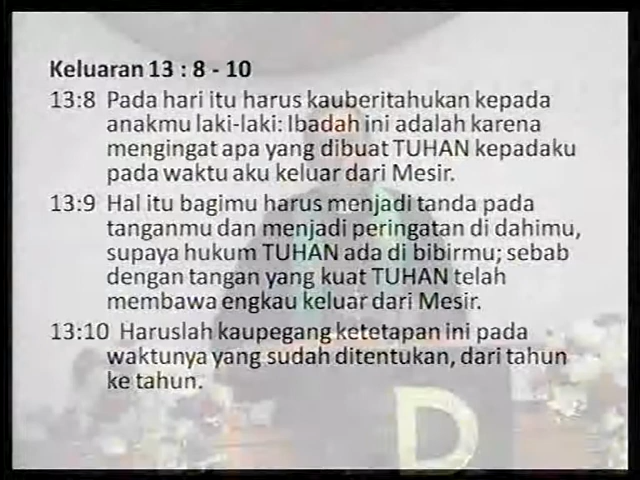 Keluaran 13 : 8 - 10
13:8 Pada hari itu harus kauberitahukan kepada
anakmu laki-laki: Ibadah ini adalah karena
mengingat apa yang dibuat TUHAN kepadaku
pada waktu aku keluar dari Mesir.
13:9 Hal itu bagimu harus menjadi tanda pada
tanganmu dan menjadi peringatan di dahimu,
supaya hukum TUHAN ada di bibirmu; sebab
dengan tangan yang kuat TUHAN telah
membawa engkau keluar dari Mesir.
13:10 Haruslah kaupegang ketetapan ini pada
waktunya yang sudah ditentukan, dari tahun
ke tahun.
D